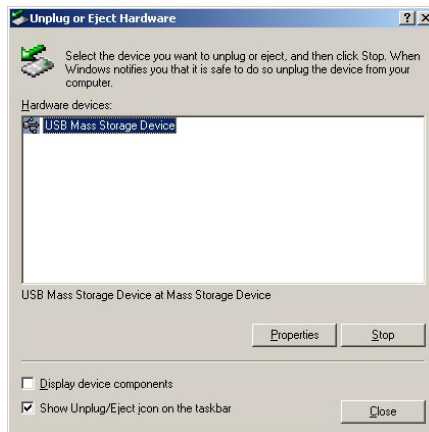 Unplug or Eject Hardware
Select the device you want to unplug or eject, and then click Stop. When
Windows notifies you that it is safe to do so unplug the device from your
computer.
Hardware devices:
USB Mass Storage Device
USB Mass Storage Device at Mass Storage Device
Properties Stop
Display device components
Show Unplug/Eject icon on the taskbar
Close